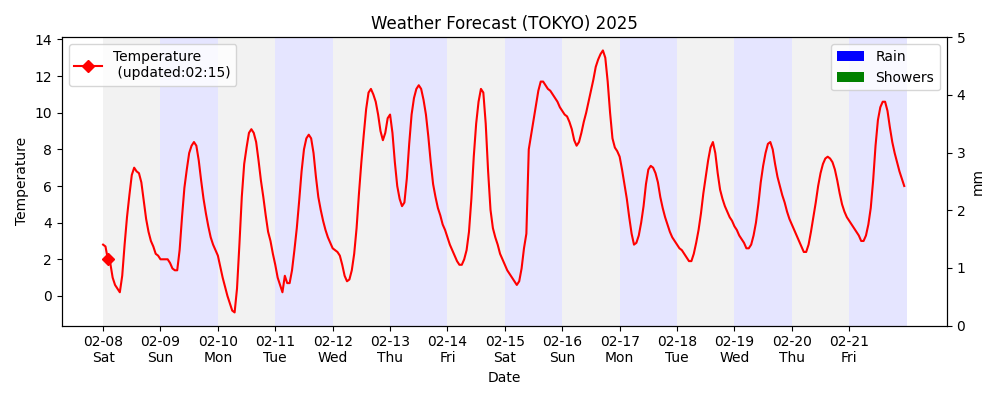 Weather Forecast (TOKYO) 2025
Temperature
(updated:02:15)
Rain
Showers
Temperature
14
12
10
8
6
4
2
0
5
4
3
2
1
0
mm
02-08 02-09 02-10 02-11 02-12 02-13 02-14 02-15 02-16 02-17 02-18 02-19 02-20 02-21
Sat Sun Mon Tue Wed Thu Fri Sat Sun Mon Tue Wed Thu Fri
Date